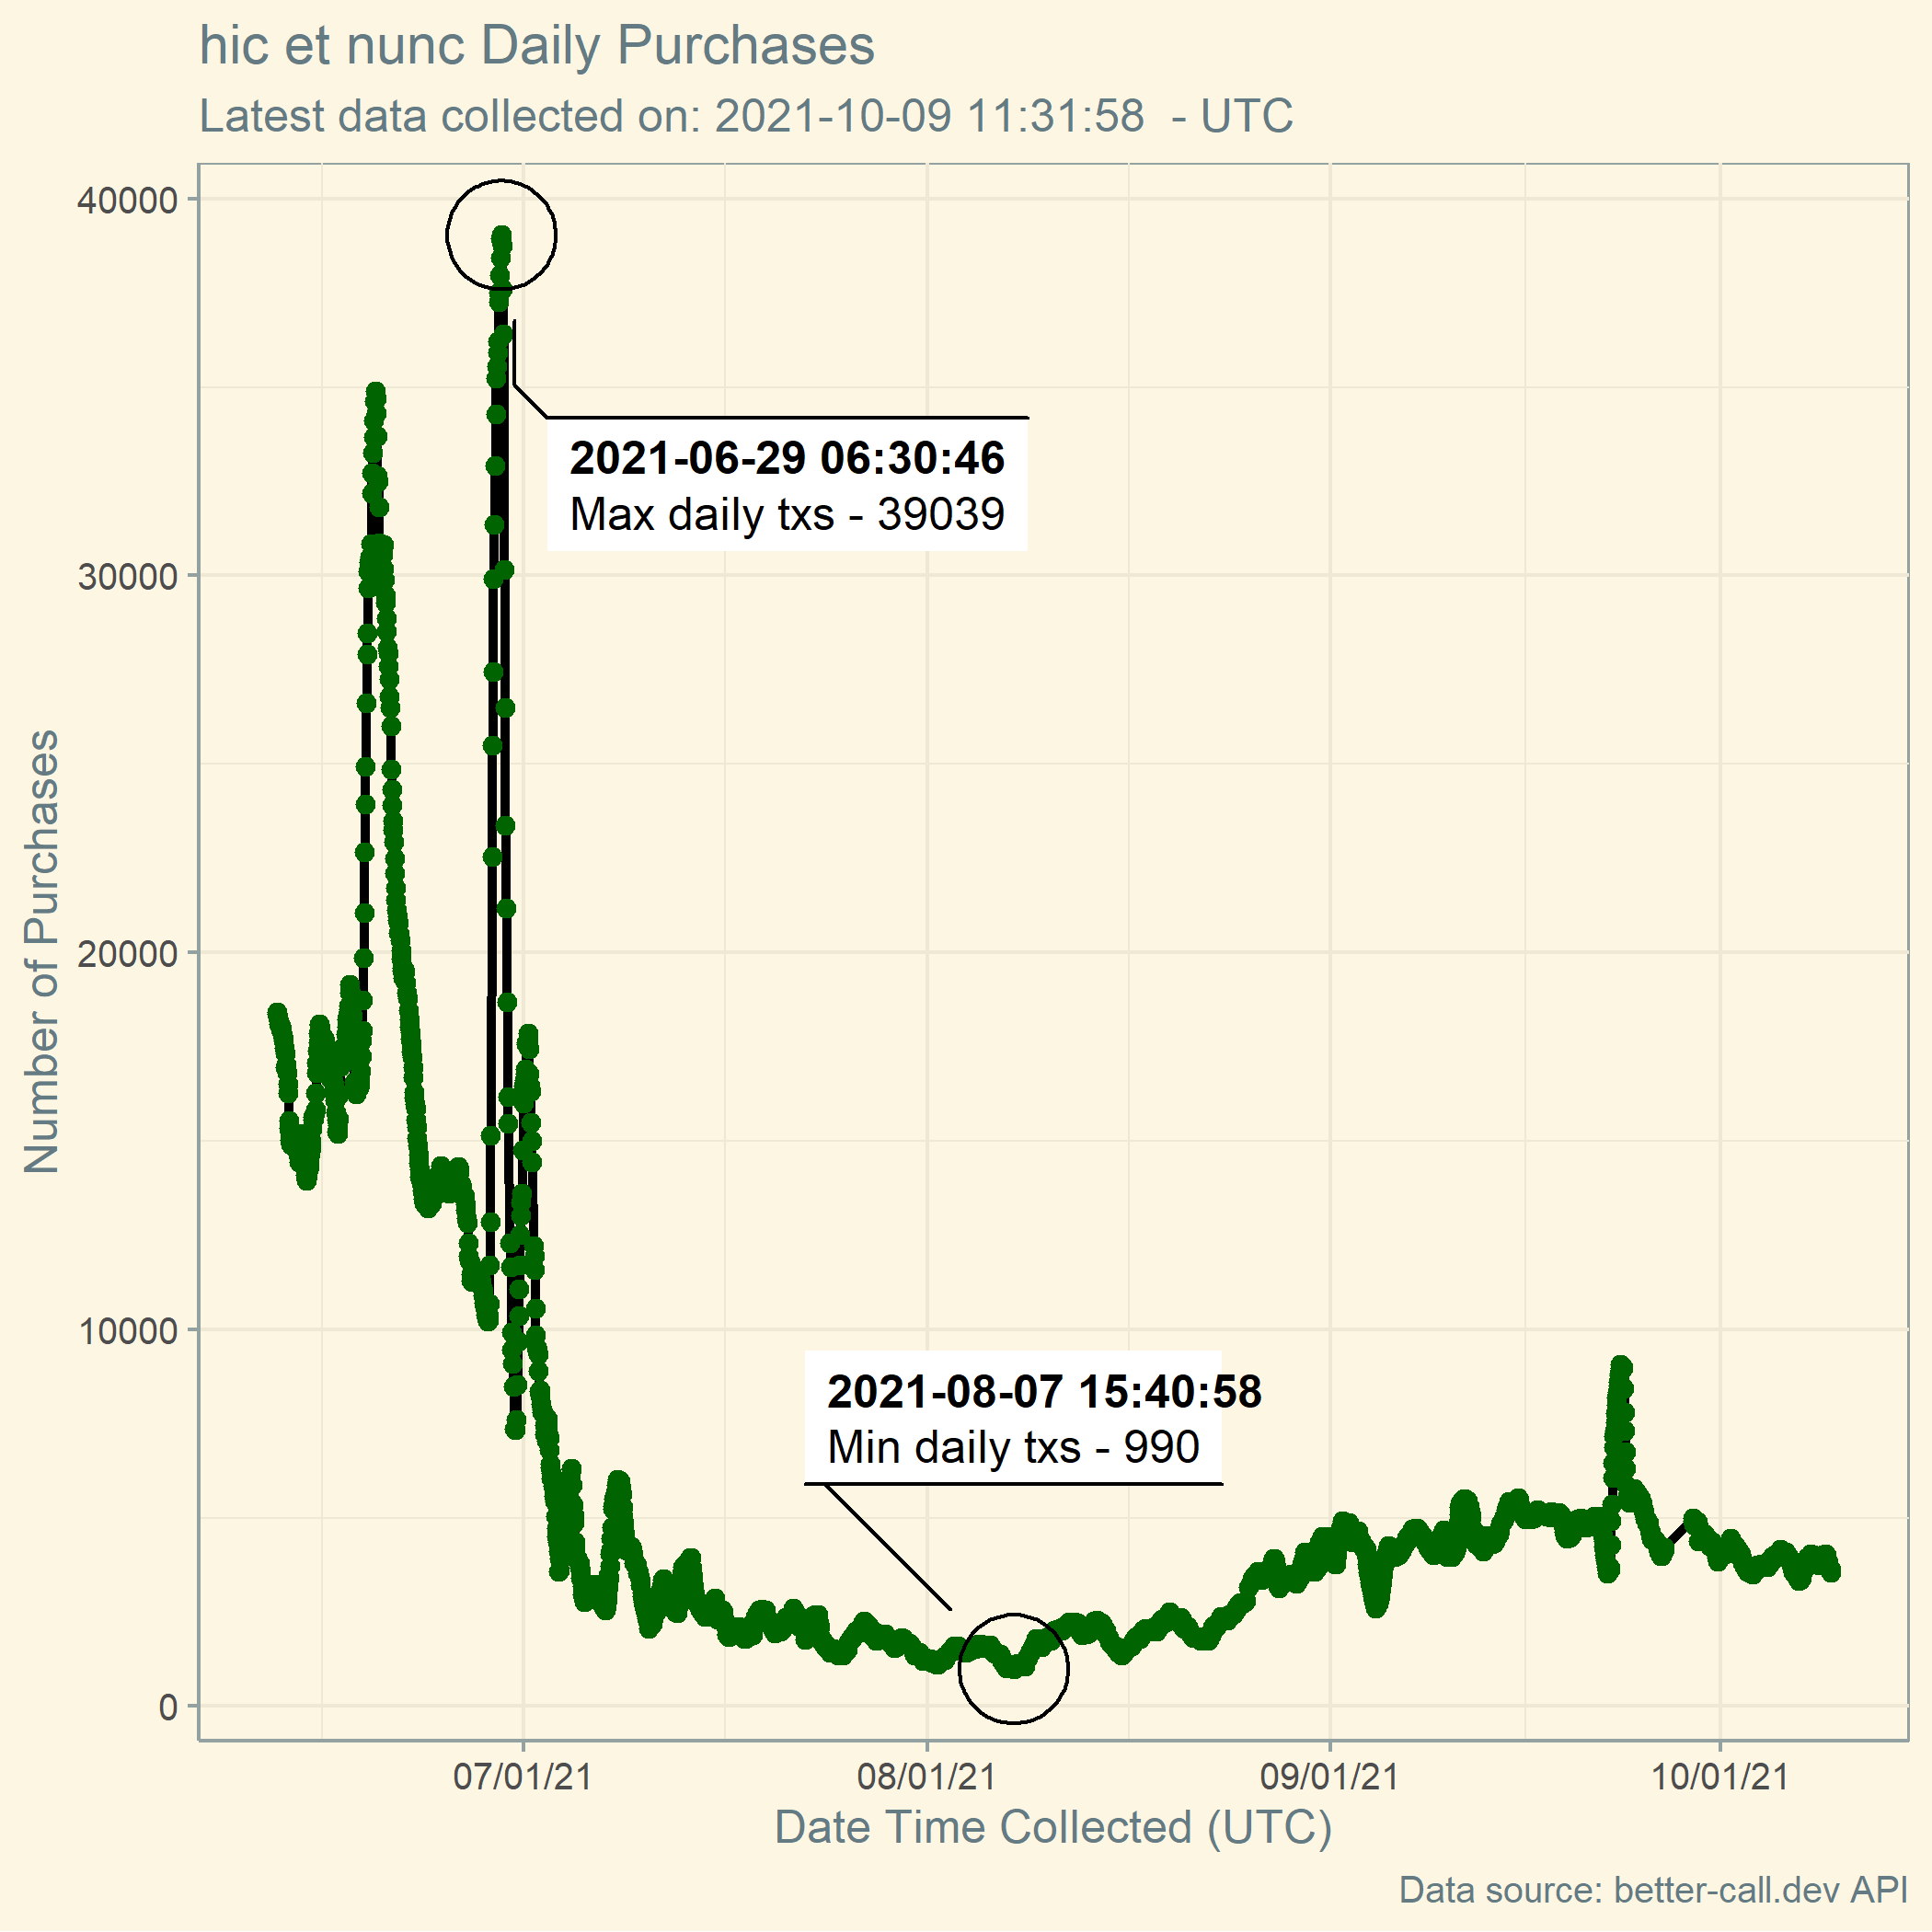 hic et nunc Daily Purchases
Latest data collected on: 2021-10-09 11:31:58  - UTC
40000
30000
20000
10000
0
Number of Purchases
2021-06-29 06:30:46
Max daily txs - 39039
2021-08-07 15:40:58
Min daily txs - 990
07/01/21
08/01/21
09/01/21
10/01/21
Date Time Collected (UTC)
Data source: better-call.dev API